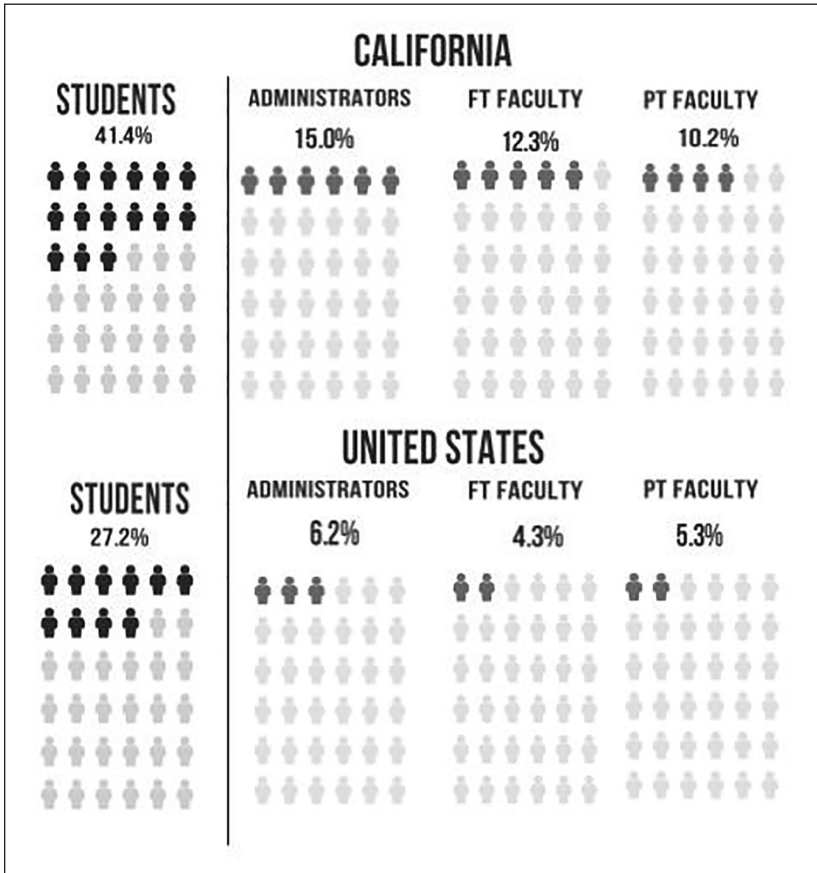 CALIFORNIA
STUDENTS
41.4%
ADMINISTRATORS
15.0%
FT FACULTY
12.3%
PT FACULTY
10.2%
UNITED STATES
STUDENTS
27.2%
ADMINISTRATORS
6.2%
FT FACULTY
4.3%
PT FACULTY
5.3%